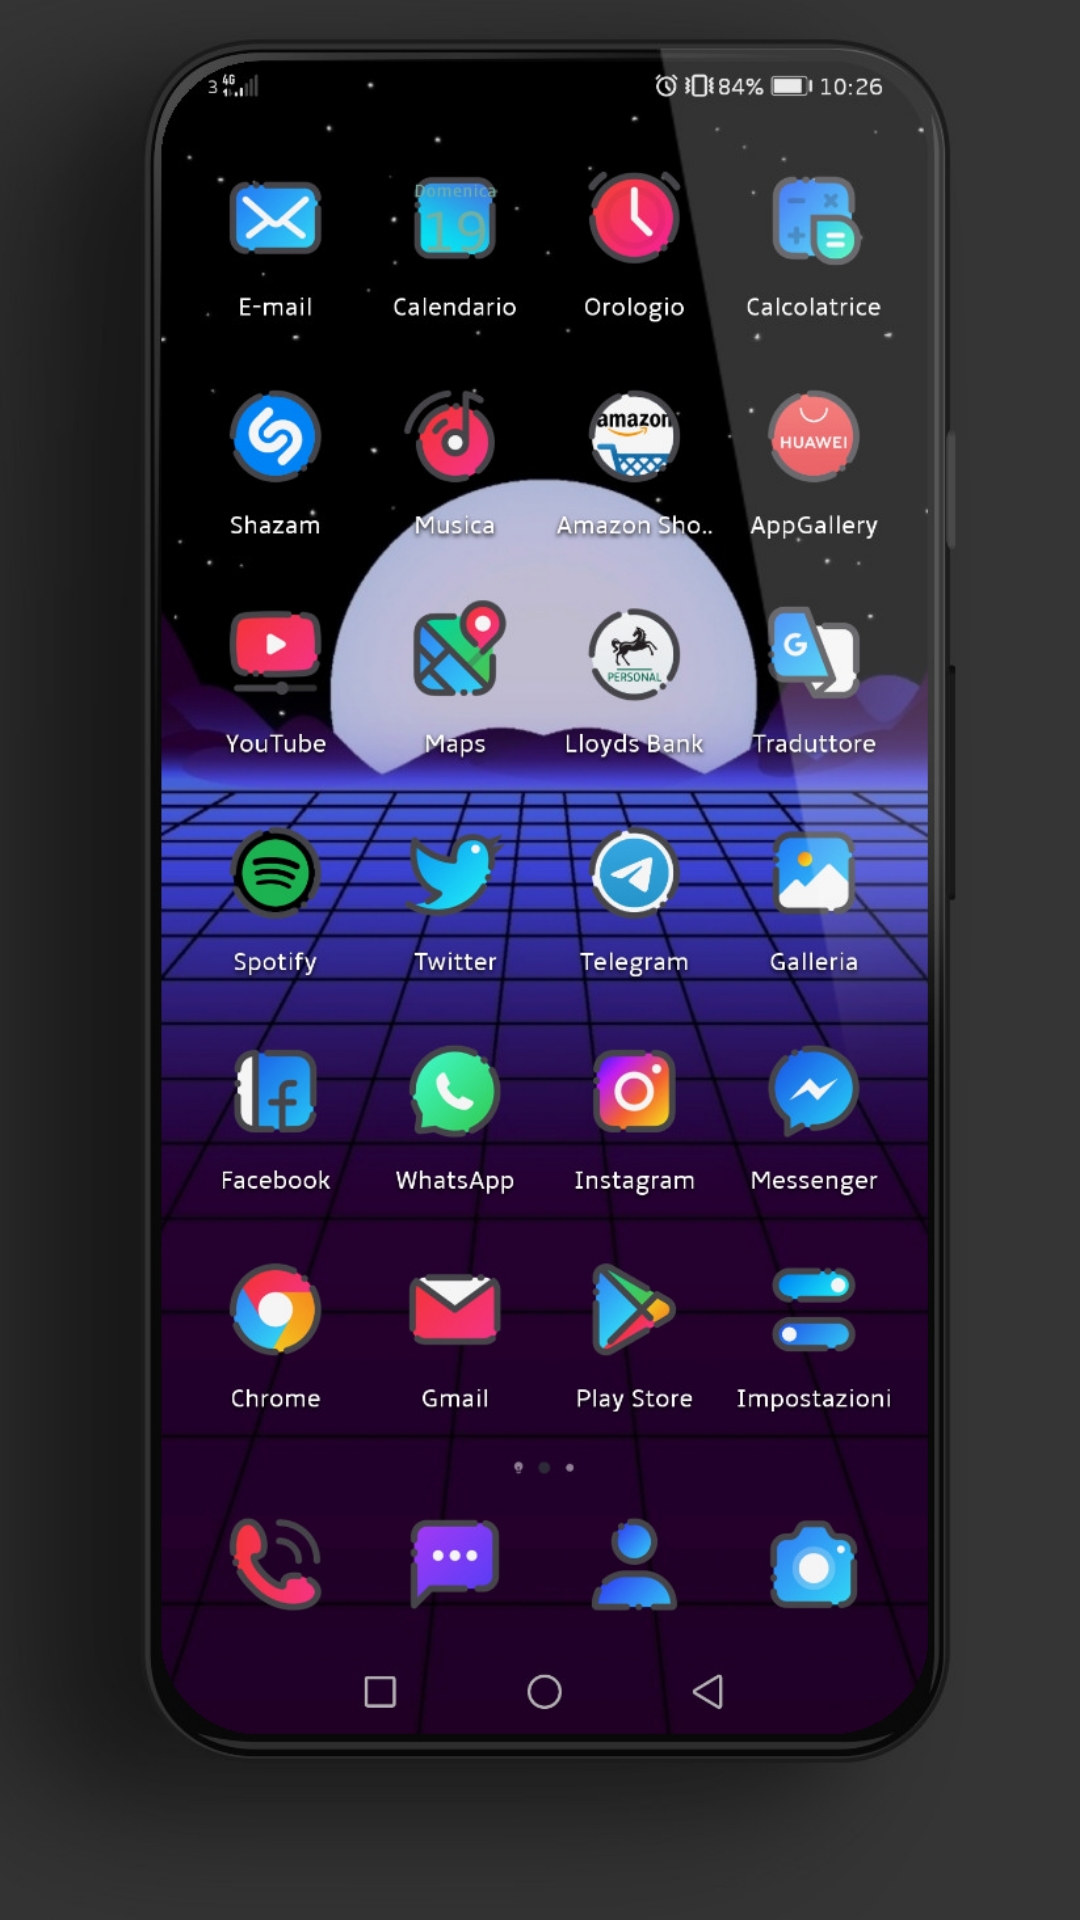 3 4G 84% 10:26
Domenica
19
E-mail Calendario Orologio Calcolatrice
amazon
HUAWEI
Shazam Musica Amazon Sho.. AppGallery
G
PERSONAL
YouTube Maps Lloyds Bank Traduttore
Spotify Twitter Telegram Galleria
f
Facebook WhatsApp Instagram Messenger
Chrome Gmail Play Store Impostazioni